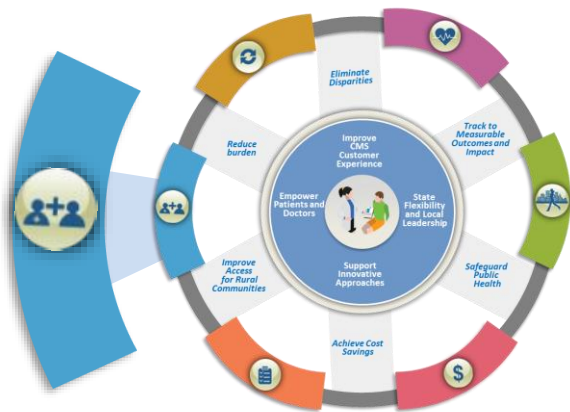 Eliminate
Disparities
Track to
Measurable
Outcomes and
Impact
Safeguard
Public
Health
Achieve Cost
Savings
Improve
Access
for Rural
Communities
Reduce
burden
Improve
CMS
Customer
Experience
Empower
Patients and
Doctors
State
Flexibility
and Local
Leadership
Support
Innovative
Approaches
$